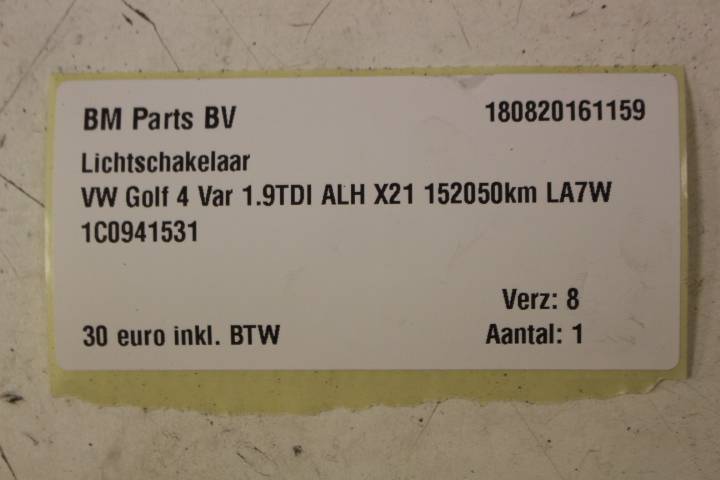 BM Parts BV 180820161159
Lichtschakelaar
VW Golf 4 Var 1.9TDI ALH X21 152050km LA7W
1C0941531
Verz: 8
30 euro inkl. BTW Aantal: 1